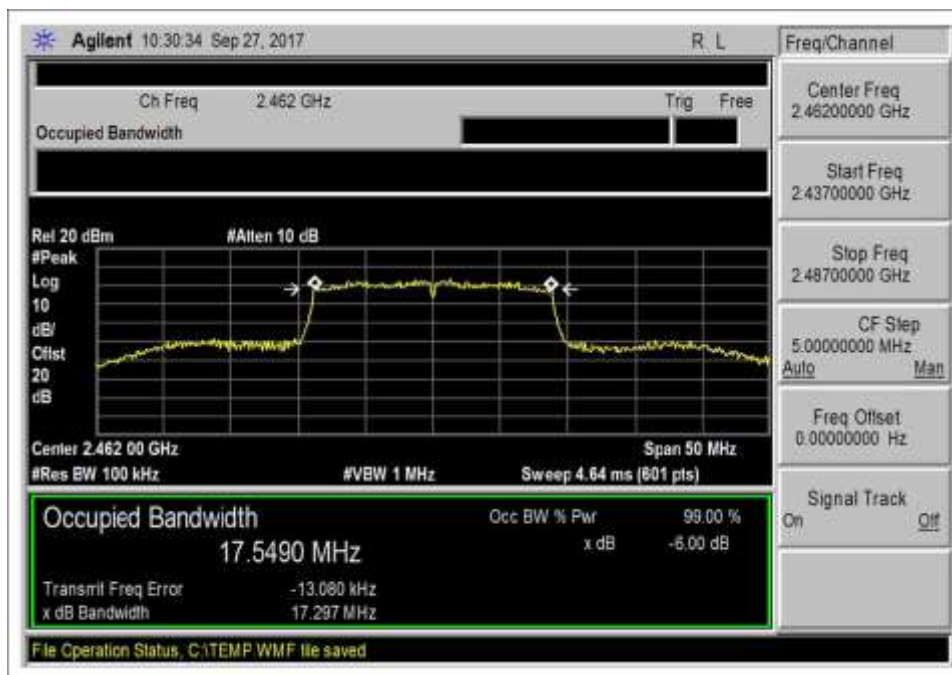 Agilent 10:30:34 Sep 27, 2017 R L
Freq/Channel
Ch Freq 2.462 GHz Trig Free
Occupied Bandwidth
Center Freq
2.46200000 GHz
Start Freq
2.43700000 GHz
Stop Freq
2.48700000 GHz
CF Step
5.00000000 MHz
Auto Man
Freq Offset
0.00000000 Hz
Signal Track
On Off
Ref 20 dBm #Atten 10 dB
#Peak
Log
10
dB/
Offst
20
dB
Center 2.462 00 GHz Span 50 MHz
#Res BW 100 kHz #VBW 1 MHz Sweep 4.64 ms (601 pts)
Occupied Bandwidth
17.5490 MHz
Occ BW % Pwr 99.00 %
x dB -6.00 dB
Transmit Freq Error -13.080 kHz
x dB Bandwidth 17.297 MHz
File Operation Status, C:\TEMP.WMF file saved